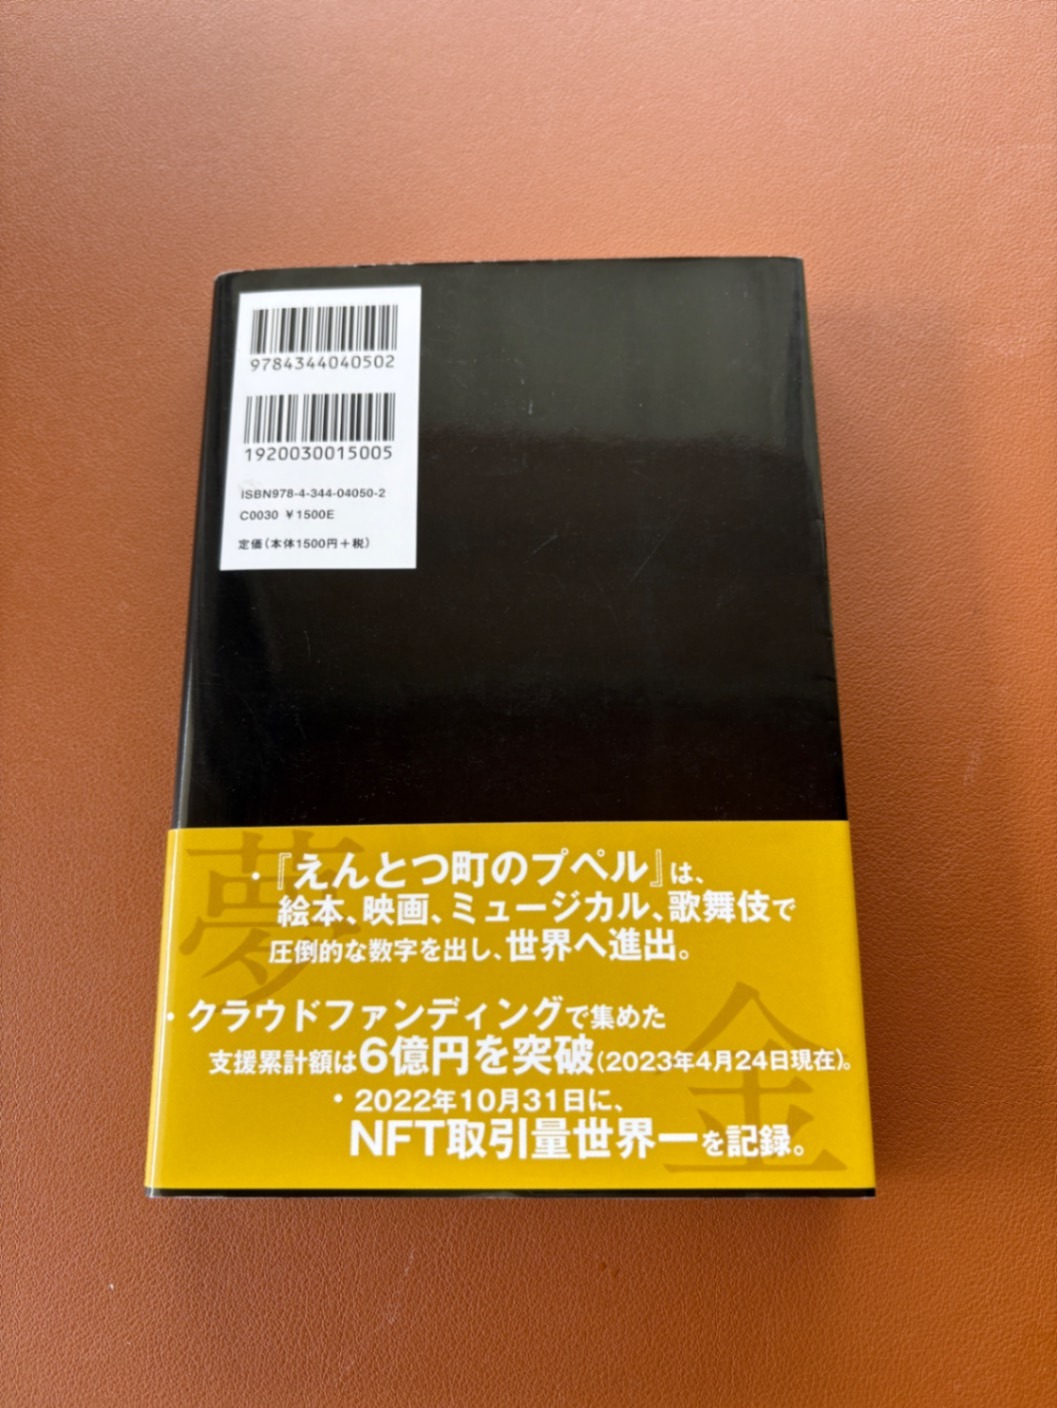 9784344040502
1920030015005
ISBN978-4-344-04050-2
C0030 ￥1500E
定価(本体1500円＋税)
夢
・『えんとつ町のプペル』は、
絵本、映画、ミュージカル、歌舞伎で
圧倒的な数字を出し、世界へ進出。
・クラウドファンディングで集めた
支援累計額は6億円を突破(2023年4月24日現在)。
・2022年10月31日に、
NFT取引量世界一を記録。
金